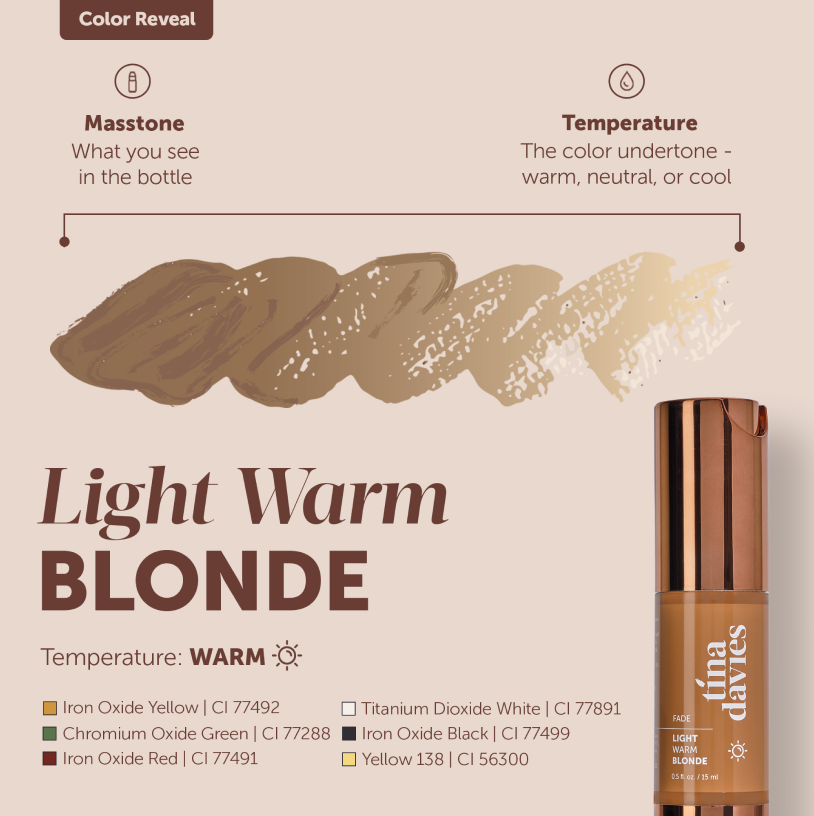 Color Reveal
Masstone
What you see
in the bottle
Temperature
The color undertone -
warm, neutral, or cool
Light Warm
BLONDE
Temperature: WARM
Iron Oxide Yellow | CI 77492
Chromium Oxide Green | CI 77288
Iron Oxide Red | CI 77491
Titanium Dioxide White | CI 77891
Iron Oxide Black | CI 77499
Yellow 138 | CI 56300
tina
davies
FADE
LIGHT
WARM
BLONDE
0.5 fl. oz. / 15 ml